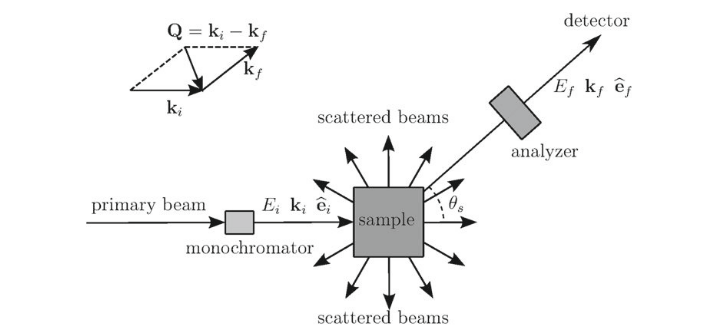 detector
Q = k_i − k_f
k_f
k_i
E_f k_f ê_f
scattered beams
analyzer
primary beam
E_i k_i ê_i
θ_s
sample
monochromator
scattered beams